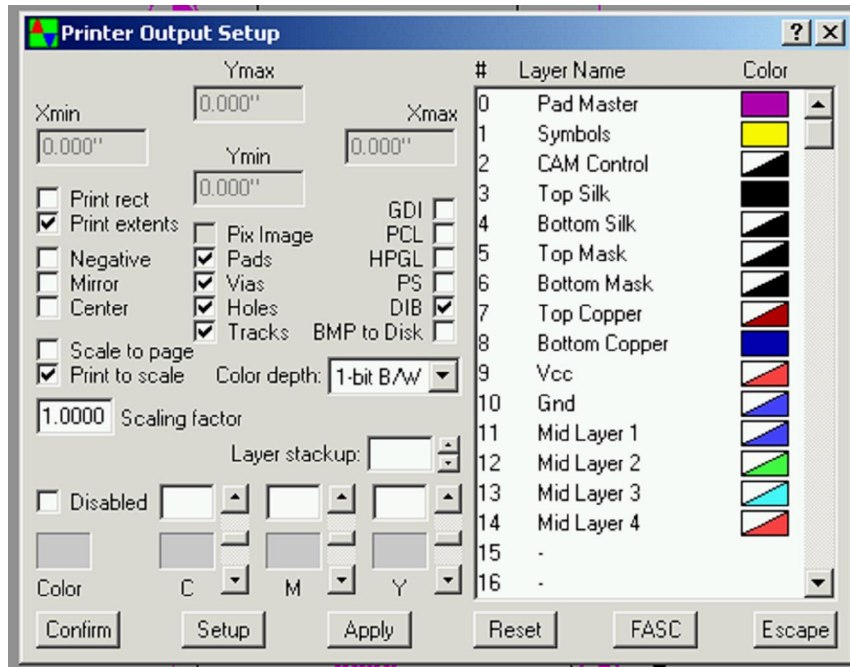 Printer Output Setup
Ymax
0.000"
Xmin
0.000"
Xmax
0.000"
Ymin
0.000"
Print rect
Print extents
Negative
Mirror
Center
Scale to page
Print to scale
Pix Image
Pads
Vias
Holes
Tracks
GDI
PCL
HPGL
PS
DIB
BMP to Disk
Color depth: 1-bit B/W
1.0000 Scaling factor
Layer stackup:
Disabled
Color C M Y
# Layer Name Color
0 Pad Master
1 Symbols
2 CAM Control
3 Top Silk
4 Bottom Silk
5 Top Mask
6 Bottom Mask
7 Top Copper
8 Bottom Copper
9 Vcc
10 Gnd
11 Mid Layer 1
12 Mid Layer 2
13 Mid Layer 3
14 Mid Layer 4
15 -
16 -
Confirm Setup Apply Reset FASC Escape